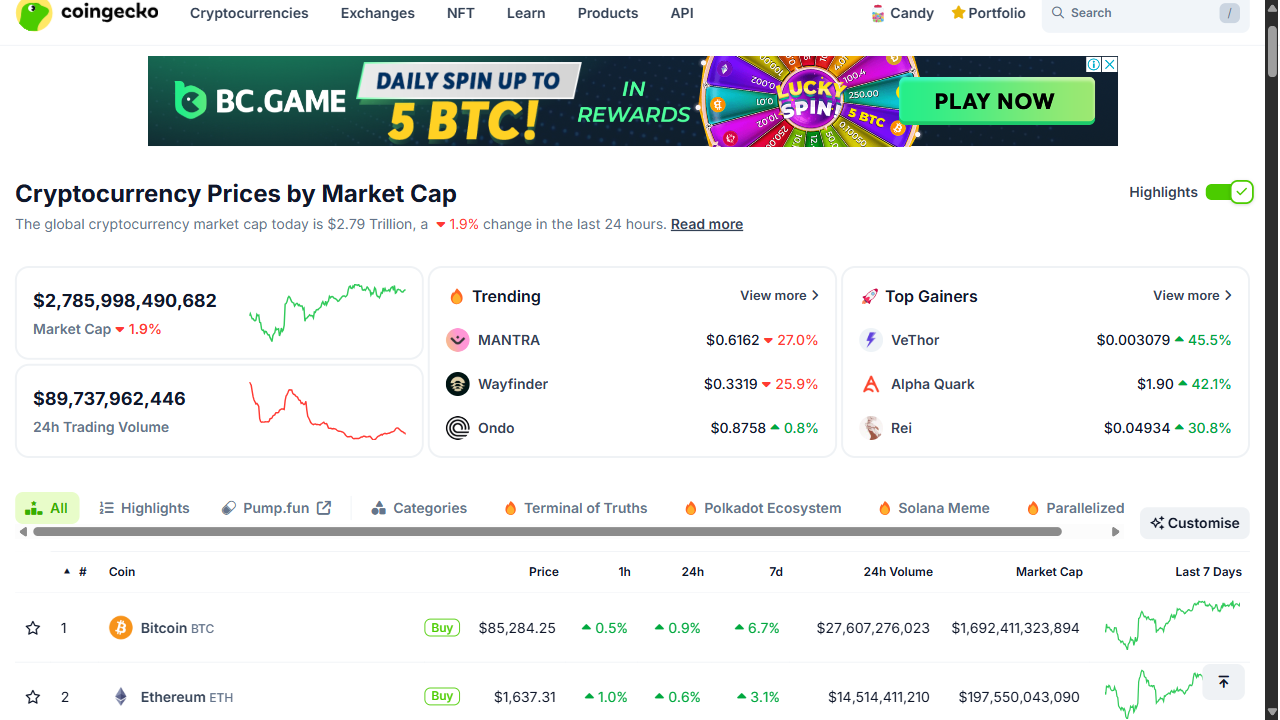 coingecko
Cryptocurrencies Exchanges NFT Learn Products API
Candy Portfolio Search /
BC.GAME
DAILY SPIN UP TO
5 BTC!
IN
REWARDS
LUCKY
SPIN!
PLAY NOW
Cryptocurrency Prices by Market Cap
Highlights
The global cryptocurrency market cap today is $2.79 Trillion, a 1.9% change in the last 24 hours. Read more
$2,785,998,490,682
Market Cap 1.9%
$89,737,962,446
24h Trading Volume
Trending View more
MANTRA $0.6162 27.0%
Wayfinder $0.3319 25.9%
Ondo $0.8758 0.8%
Top Gainers View more
VeThor $0.003079 45.5%
Alpha Quark $1.90 42.1%
Rei $0.04934 30.8%
All Highlights Pump.fun Categories Terminal of Truths Polkadot Ecosystem Solana Meme Parallelized
Customise
# Coin Price 1h 24h 7d 24h Volume Market Cap Last 7 Days
1 Bitcoin BTC Buy $85,284.25 0.5% 0.9% 6.7% $27,607,276,023 $1,692,411,323,894
2 Ethereum ETH Buy $1,637.31 1.0% 0.6% 3.1% $14,514,411,210 $197,550,043,090